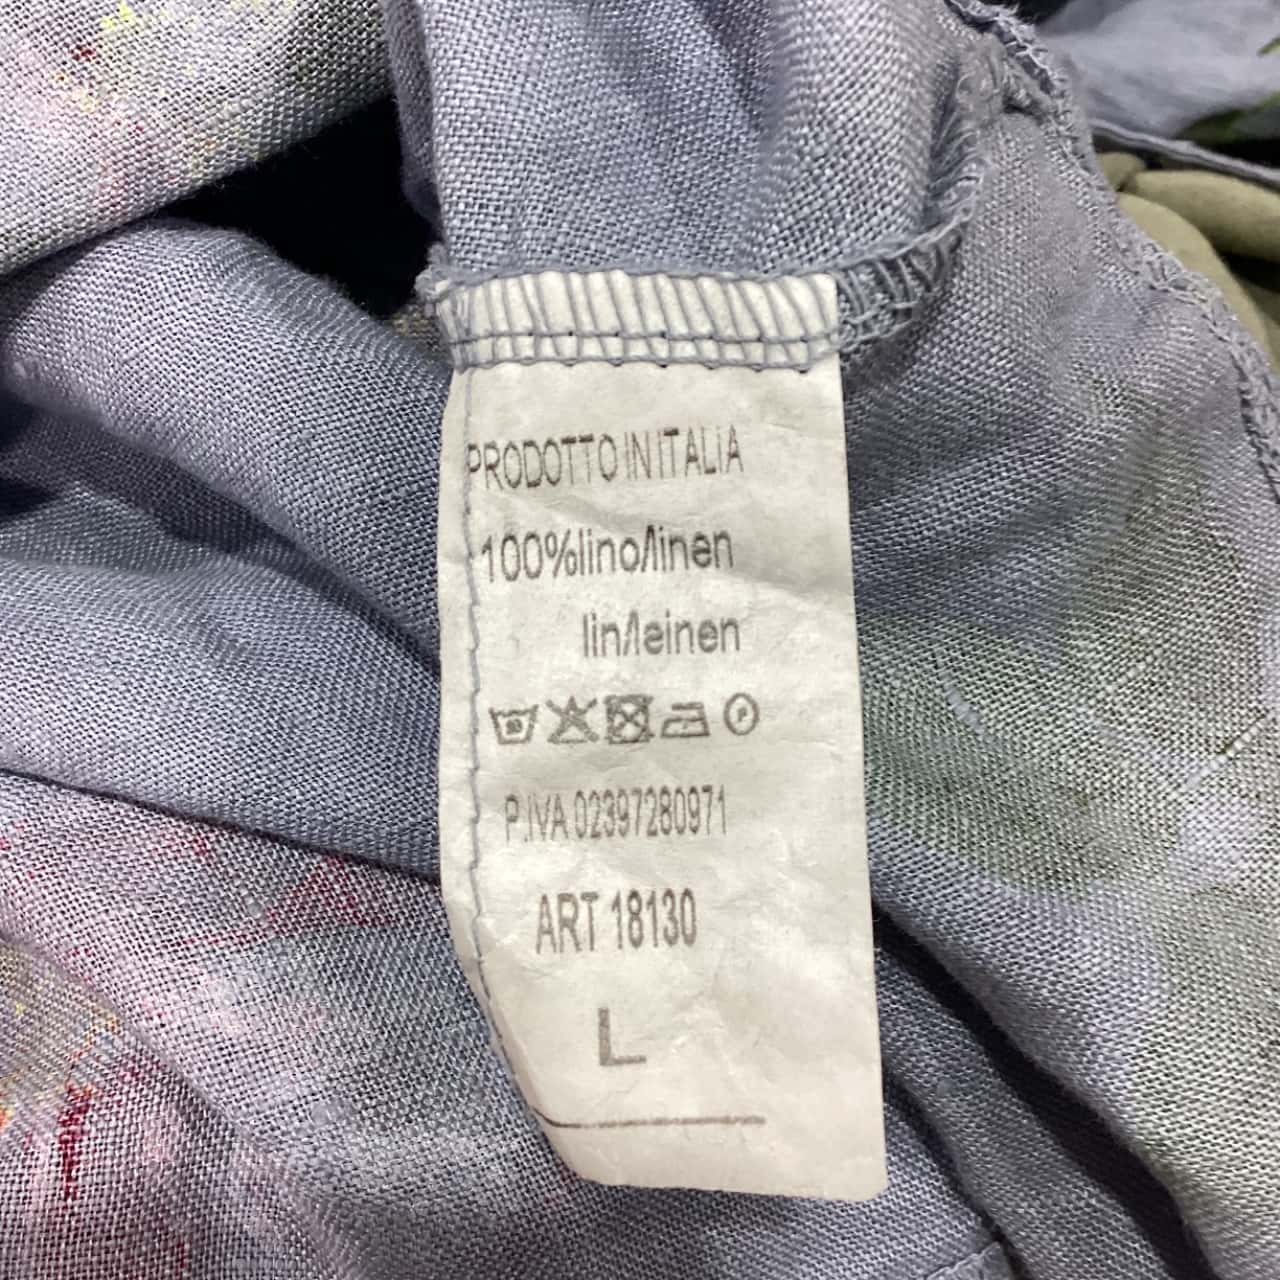 PRODOTTO IN ITALIA
100%lino/linen
lin/leinen
P.IVA 02397280971
ART 18130
L